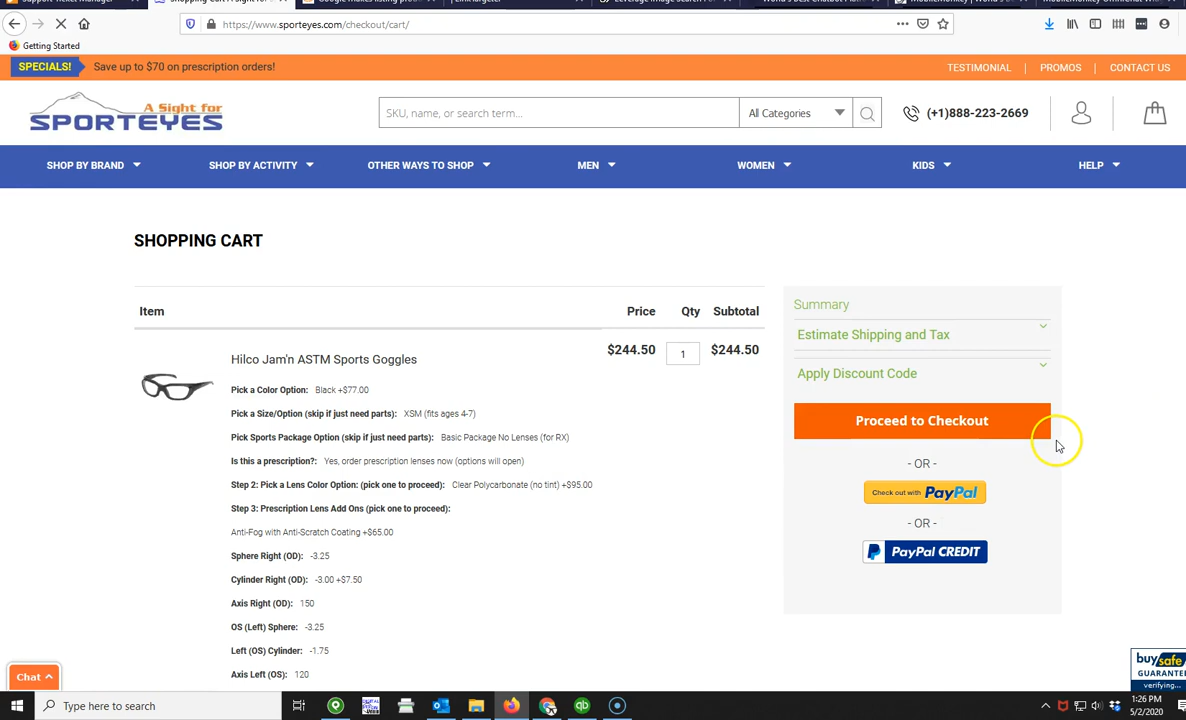 Shopping Cart A Sight for
https://www.sporteyes.com/checkout/cart/
Getting Started
SPECIALS! Save up to $70 on prescription orders!
TESTIMONIAL | PROMOS | CONTACT US
A Sight for
SPORTEYES
SKU, name, or search term... All Categories
(+1)888-223-2669
SHOP BY BRAND SHOP BY ACTIVITY OTHER WAYS TO SHOP MEN WOMEN KIDS HELP
SHOPPING CART
Item Price Qty Subtotal
Hilco Jam'n ASTM Sports Goggles $244.50 1 $244.50
Pick a Color Option: Black +$77.00
Pick a Size/Option (skip if just need parts): XSM (fits ages 4-7)
Pick Sports Package Option (skip if just need parts): Basic Package No Lenses (for RX)
Is this a prescription?: Yes, order prescription lenses now (options will open)
Step 2: Pick a Lens Color Option: (pick one to proceed): Clear Polycarbonate (no tint) +$95.00
Step 3: Prescription Lens Add Ons (pick one to proceed):
Anti-Fog with Anti-Scratch Coating +$65.00
Sphere Right (OD): -3.25
Cylinder Right (OD): -3.00 +$7.50
Axis Right (OD): 150
OS (Left) Sphere: -3.25
Left (OS) Cylinder: -1.75
Axis Left (OS): 120
Summary
Estimate Shipping and Tax
Apply Discount Code
Proceed to Checkout
- OR -
Check out with PayPal
- OR -
PayPal CREDIT
Chat
buySafe
GUARANTEE
verifying...
Type here to search
1:26 PM
5/2/2020